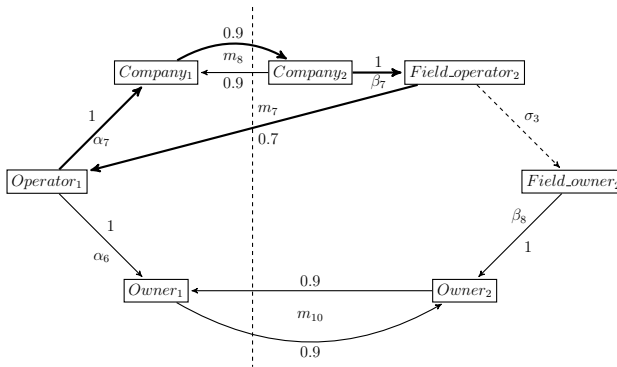 0.9
m₈
Company₁
Company₂
1
Field_operator₂
0.9
β₇
m₇
0.7
1
α₇
σ₃
Operator₁
Field_owner₂
1
α₆
β₈
1
0.9
Owner₁
Owner₂
m₁₀
0.9